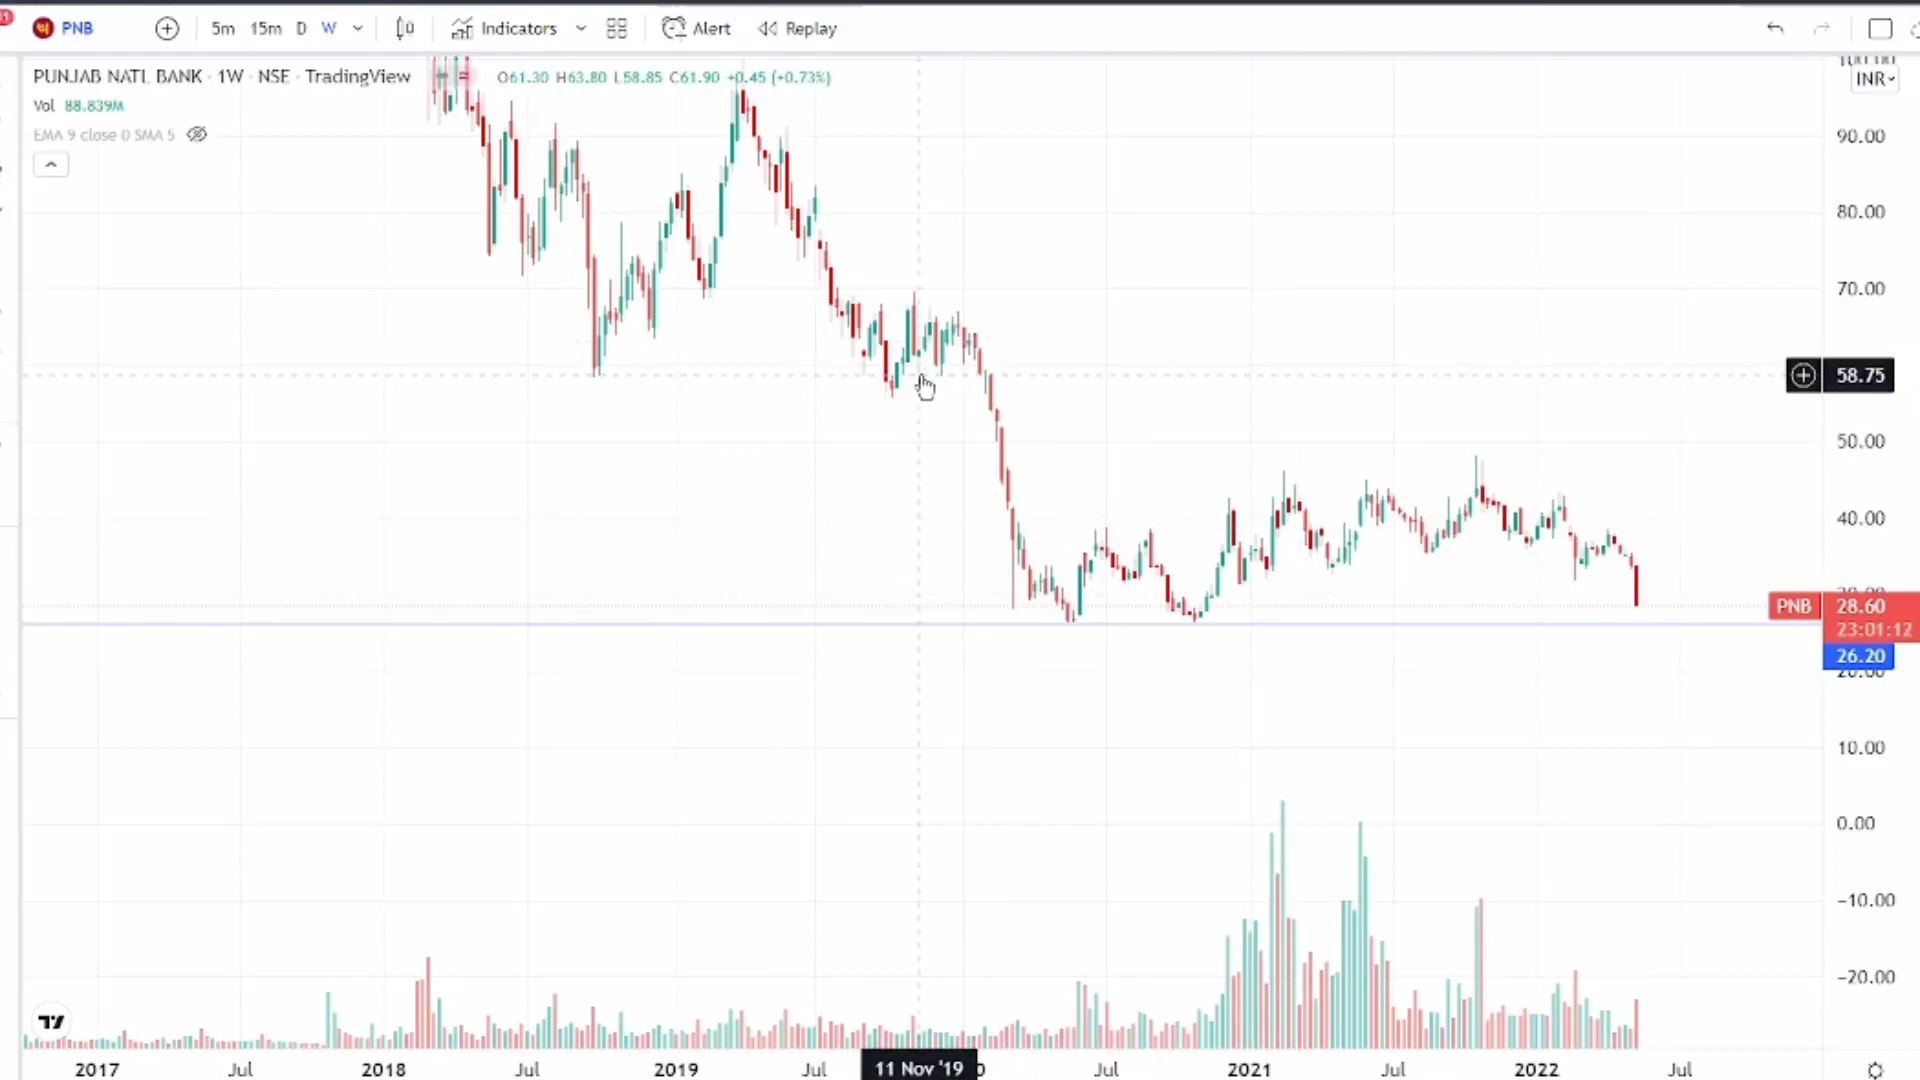 PNB 5m 15m D W Indicators Alert Replay
PUNJAB NATL BANK · 1W · NSE · TradingView O61.30 H63.80 L58.85 C61.90 +0.45 (+0.73%)
INR
Vol 88.839M
EMA 9 close 0 SMA 5
90.00
80.00
70.00
58.75
50.00
40.00
PNB 28.60
23:01:12
26.20
10.00
0.00
−10.00
−20.00
2017 Jul 2018 Jul 2019 Jul 11 Nov '19 Jul 2021 Jul 2022 Jul